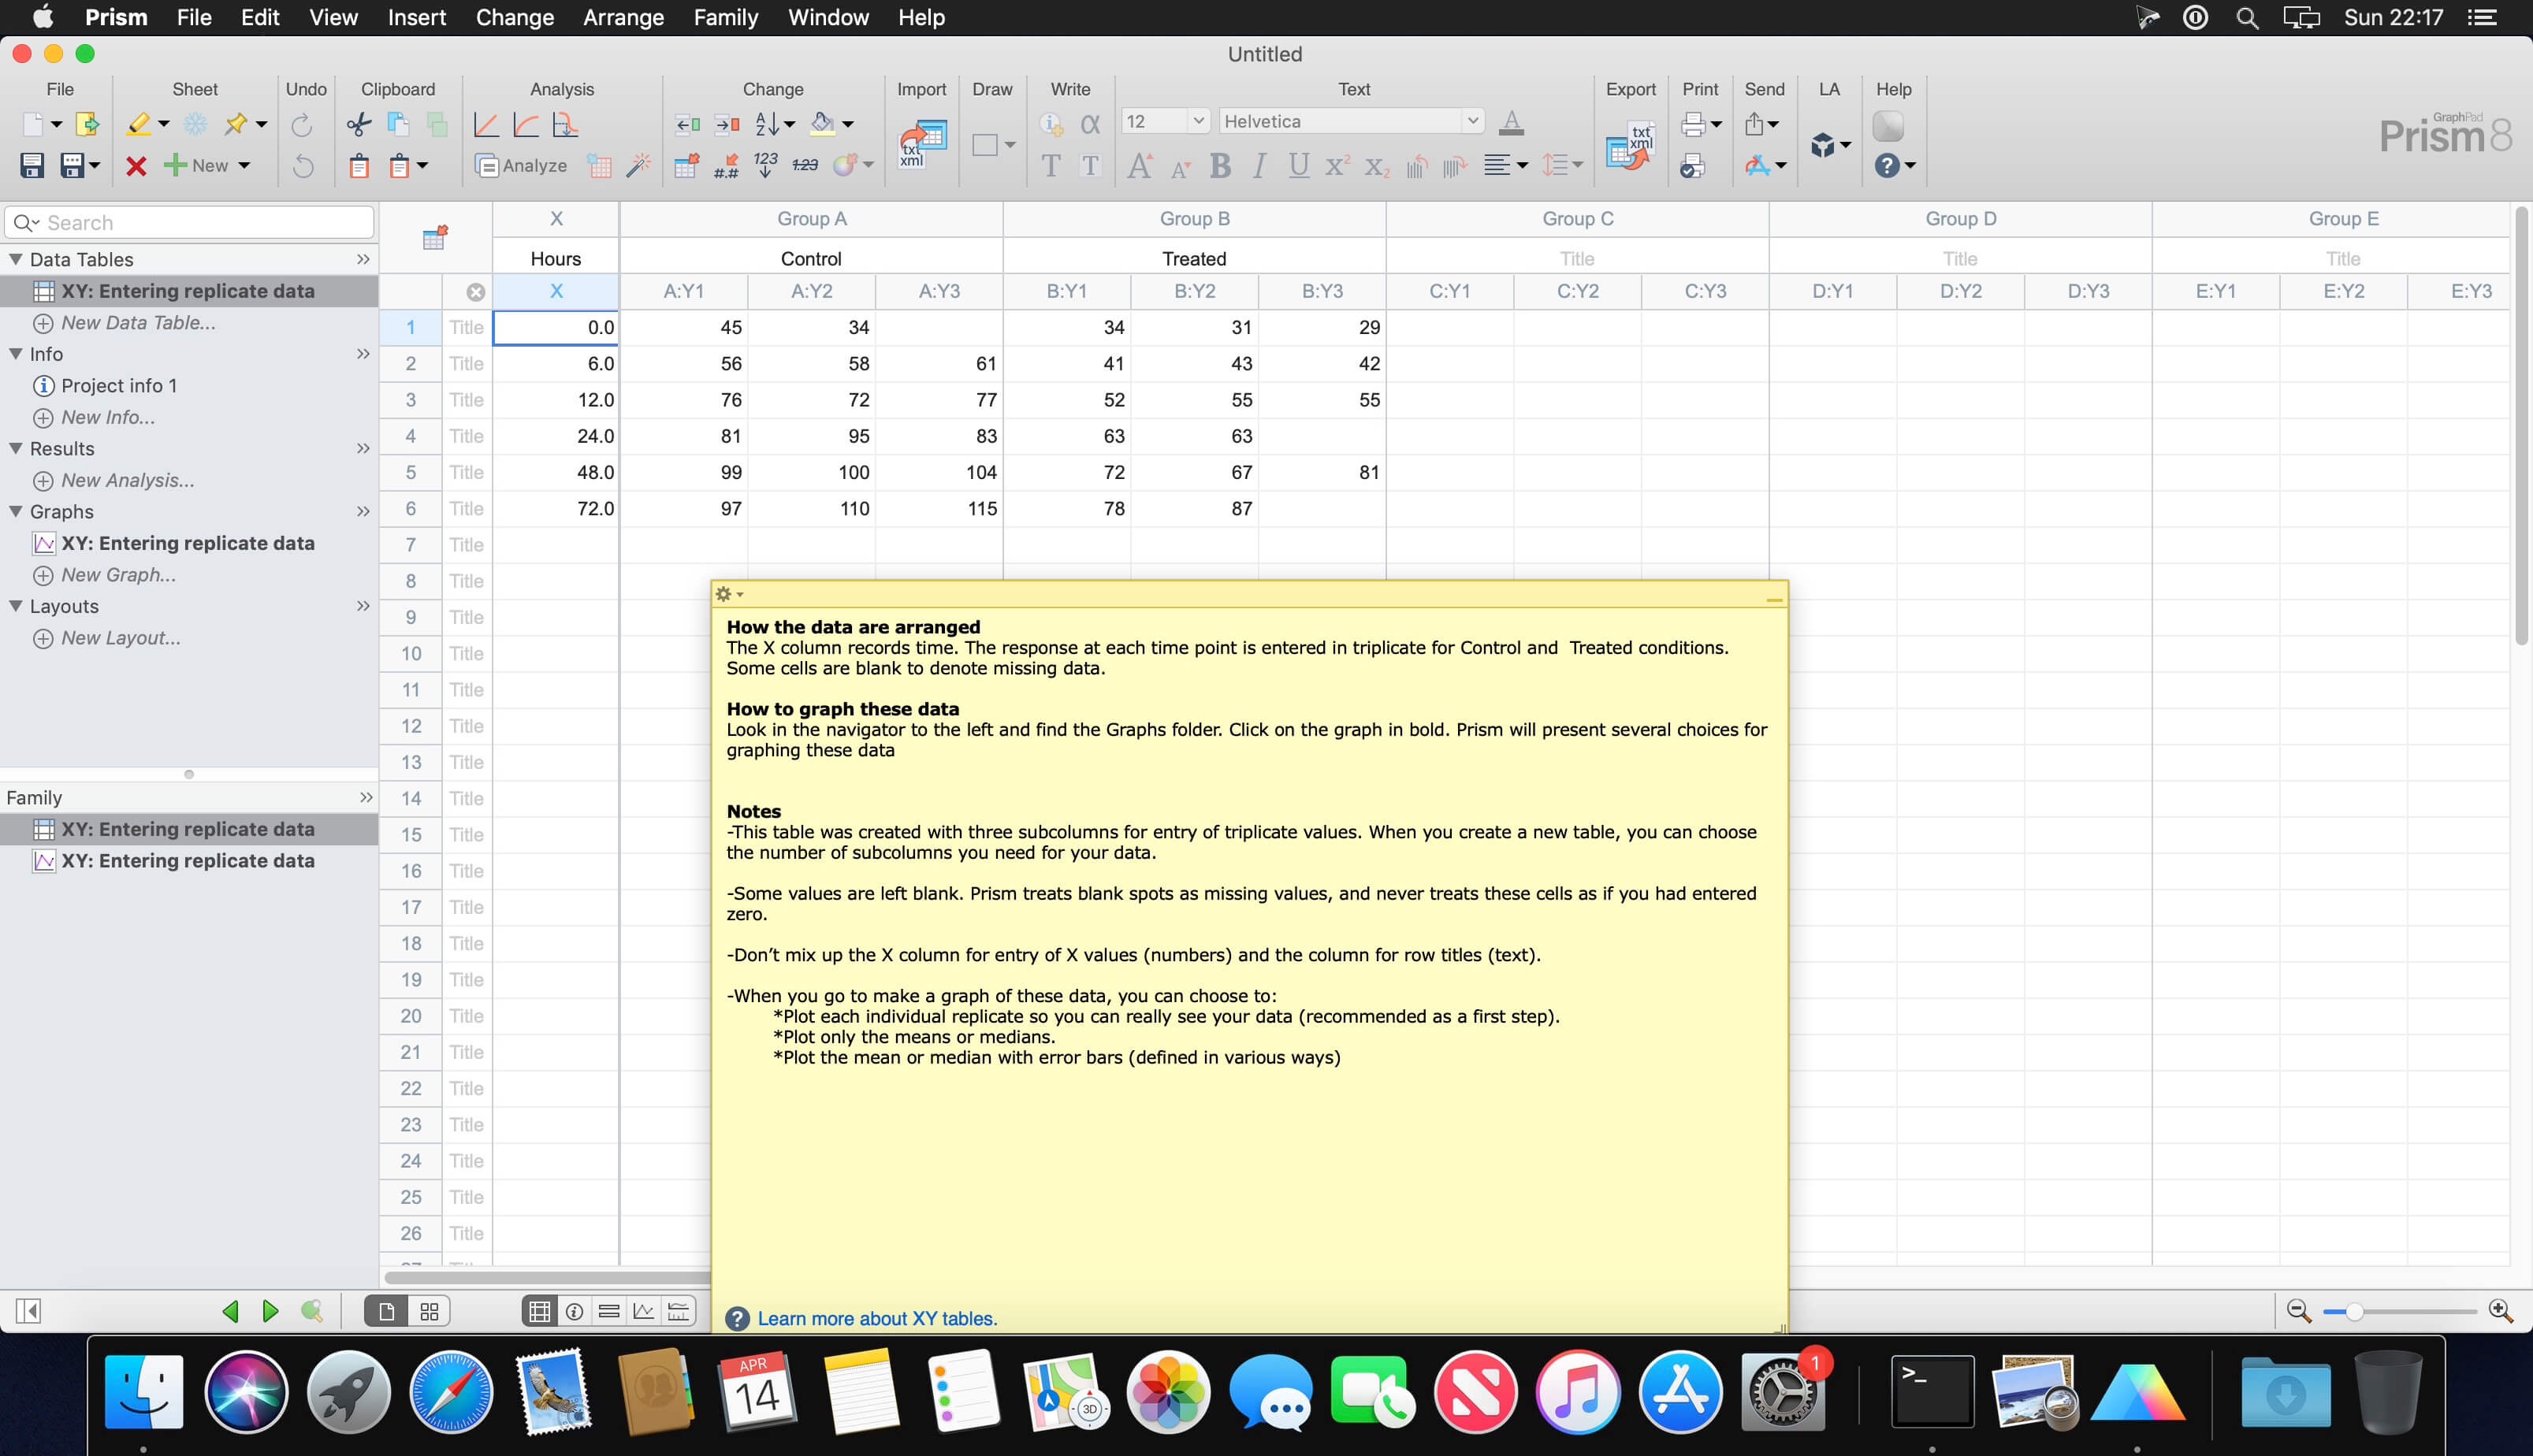 Prism File Edit View Insert Change Arrange Family Window Help Sun 22:17
Untitled
File Sheet Undo Clipboard Analysis Change Import Draw Write Text Export Print Send LA Help
12 Helvetica
GraphPad
Prism 8
New Analyze
Search
Data Tables
XY: Entering replicate data
New Data Table...
Info
Project info 1
New Info...
Results
New Analysis...
Graphs
XY: Entering replicate data
New Graph...
Layouts
New Layout...
Family
XY: Entering replicate data
XY: Entering replicate data
X Group A Group B Group C Group D Group E
Hours Control Treated Title Title Title
X A:Y1 A:Y2 A:Y3 B:Y1 B:Y2 B:Y3 C:Y1 C:Y2 C:Y3 D:Y1 D:Y2 D:Y3 E:Y1 E:Y2 E:Y3
1 Title 0.0 45 34 34 31 29
2 Title 6.0 56 58 61 41 43 42
3 Title 12.0 76 72 77 52 55 55
4 Title 24.0 81 95 83 63 63
5 Title 48.0 99 100 104 72 67 81
6 Title 72.0 97 110 115 78 87
7 Title
8 Title
9 Title
10 Title
11 Title
12 Title
13 Title
14 Title
15 Title
16 Title
17 Title
18 Title
19 Title
20 Title
21 Title
22 Title
23 Title
24 Title
25 Title
26 Title
How the data are arranged
The X column records time. The response at each time point is entered in triplicate for Control and  Treated conditions.
Some cells are blank to denote missing data.
How to graph these data
Look in the navigator to the left and find the Graphs folder. Click on the graph in bold. Prism will present several choices for
graphing these data
Notes
-This table was created with three subcolumns for entry of triplicate values. When you create a new table, you can choose
the number of subcolumns you need for your data.
-Some values are left blank. Prism treats blank spots as missing values, and never treats these cells as if you had entered
zero.
-Don’t mix up the X column for entry of X values (numbers) and the column for row titles (text).
-When you go to make a graph of these data, you can choose to:
*Plot each individual replicate so you can really see your data (recommended as a first step).
*Plot only the means or medians.
*Plot the mean or median with error bars (defined in various ways)
Learn more about XY tables.
APR
14
3D
1